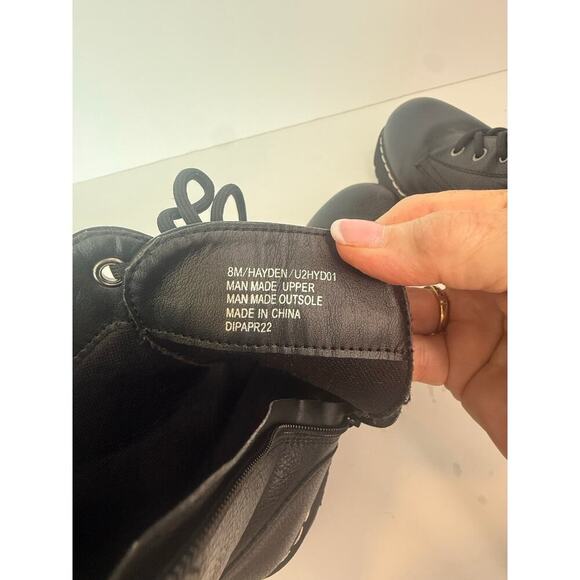 8M/HAYDEN/U2HYD01
MAN MADE UPPER
MAN MADE OUTSOLE
MADE IN CHINA
DIPAPR22